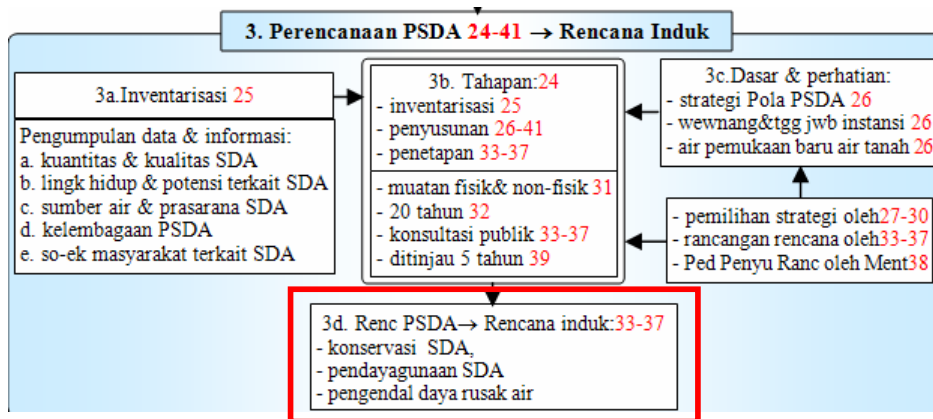 3. Perencanaan PSDA 24-41 → Rencana Induk
3a.Inventarisasi 25
Pengumpulan data & informasi:
a. kuantitas & kualitas SDA
b. lingk hidup & potensi terkait SDA
c. sumber air & prasarana SDA
d. kelembagaan PSDA
e. so-ek masyarakat terkait SDA
3b. Tahapan:24
- inventarisasi 25
- penyusunan 26-41
- penetapan 33-37
- muatan fisik& non-fisik 31
- 20 tahun 32
- konsultasi publik 33-37
- ditinjau 5 tahun 39
3c.Dasar & perhatian:
- strategi Pola PSDA 26
- wewnang&tgg jwb instansi 26
- air pemukaan baru air tanah 26
- pemilihan strategi oleh27-30
- rancangan rencana oleh33-37
- Ped Penyu Ranc oleh Ment38
3d. Renc PSDA→ Rencana induk:33-37
- konservasi SDA,
- pendayagunaan SDA
- pengendal daya rusak air